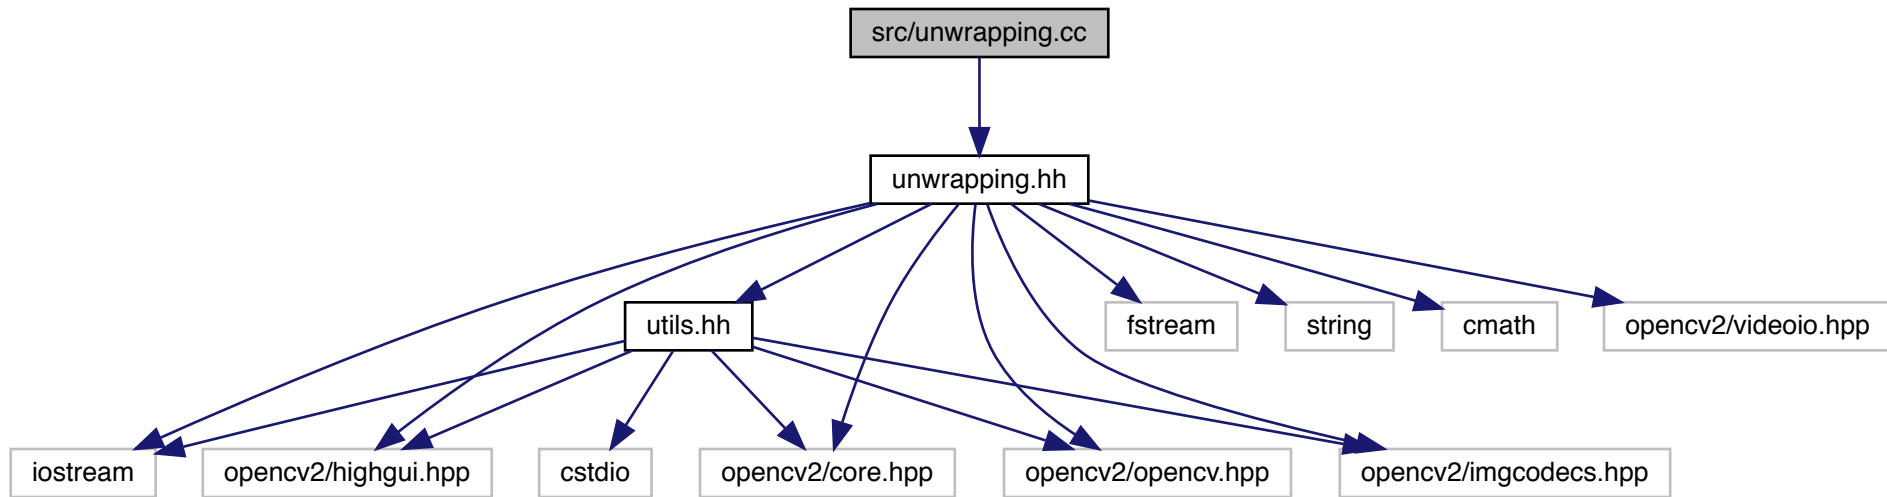 src/unwrapping.cc
unwrapping.hh
utils.hh
fstream
string
cmath
opencv2/videoio.hpp
iostream
opencv2/highgui.hpp
cstdio
opencv2/core.hpp
opencv2/opencv.hpp
opencv2/imgcodecs.hpp